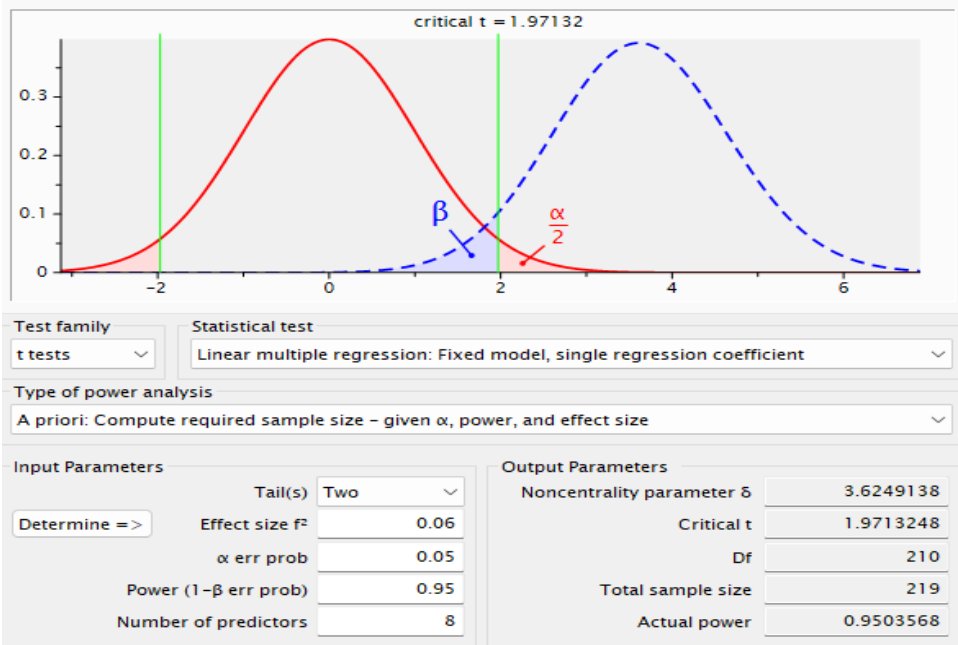 critical t = 1.97132
0.3
0.2
β
α
0.1
2
0
-2
0
2
4
6
Test family
Statistical test
t tests
Linear multiple regression: Fixed model, single regression coefficient
Type of power analysis
A priori: Compute required sample size – given α, power, and effect size
Input Parameters
Output Parameters
Tail(s) Two
Noncentrality parameter δ 3.6249138
Determine => Effect size f² 0.06
Critical t 1.9713248
α err prob 0.05
Df 210
Power (1-β err prob) 0.95
Total sample size 219
Number of predictors 8
Actual power 0.9503568